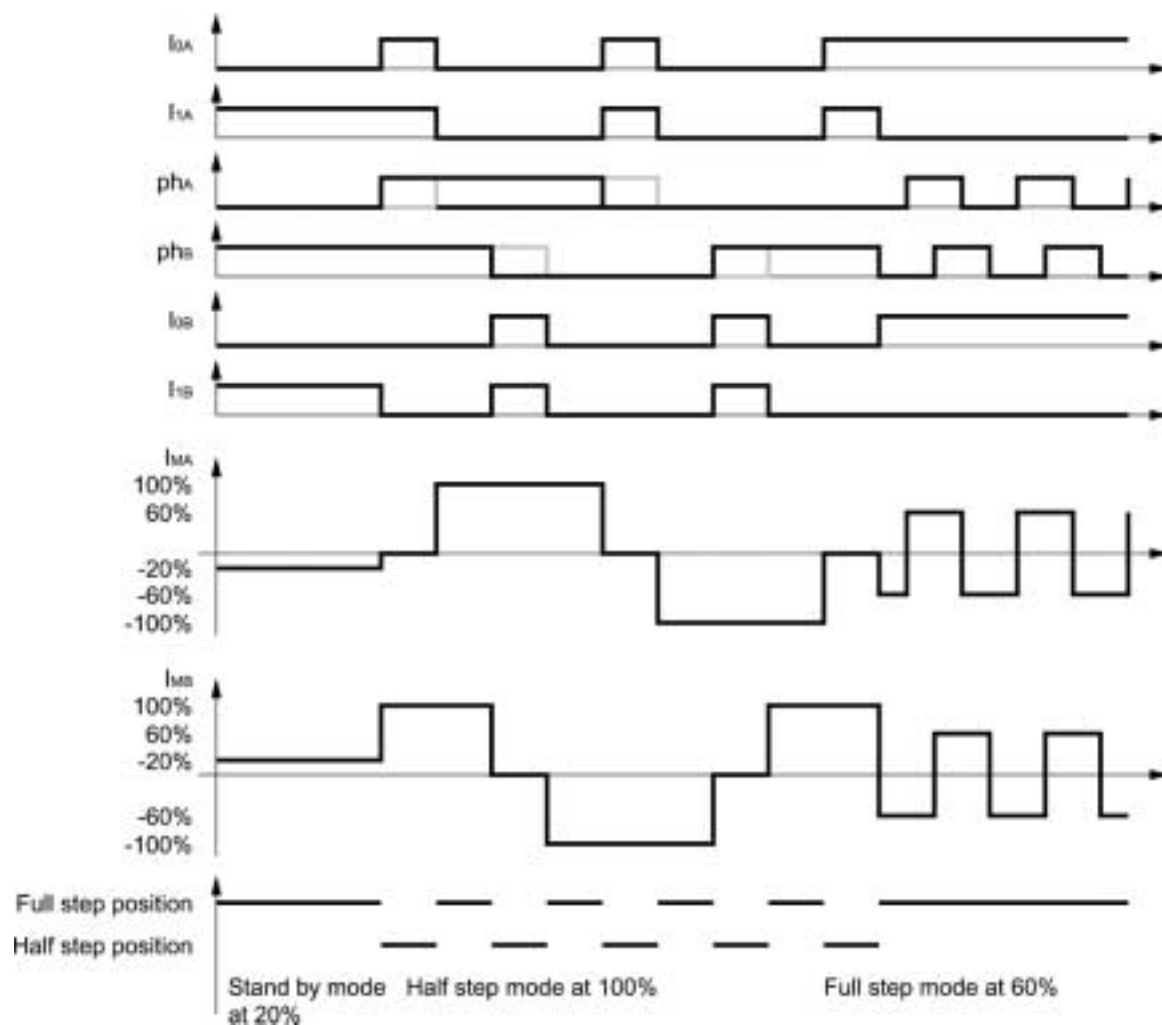 I0A
I1A
phA
phB
I0B
I1B
IMA
100%
60%
-20%
-60%
-100%
IMB
100%
60%
-20%
-60%
-100%
Full step position
Half step position
Stand by mode
at 20%
Half step mode at 100%
Full step mode at 60%